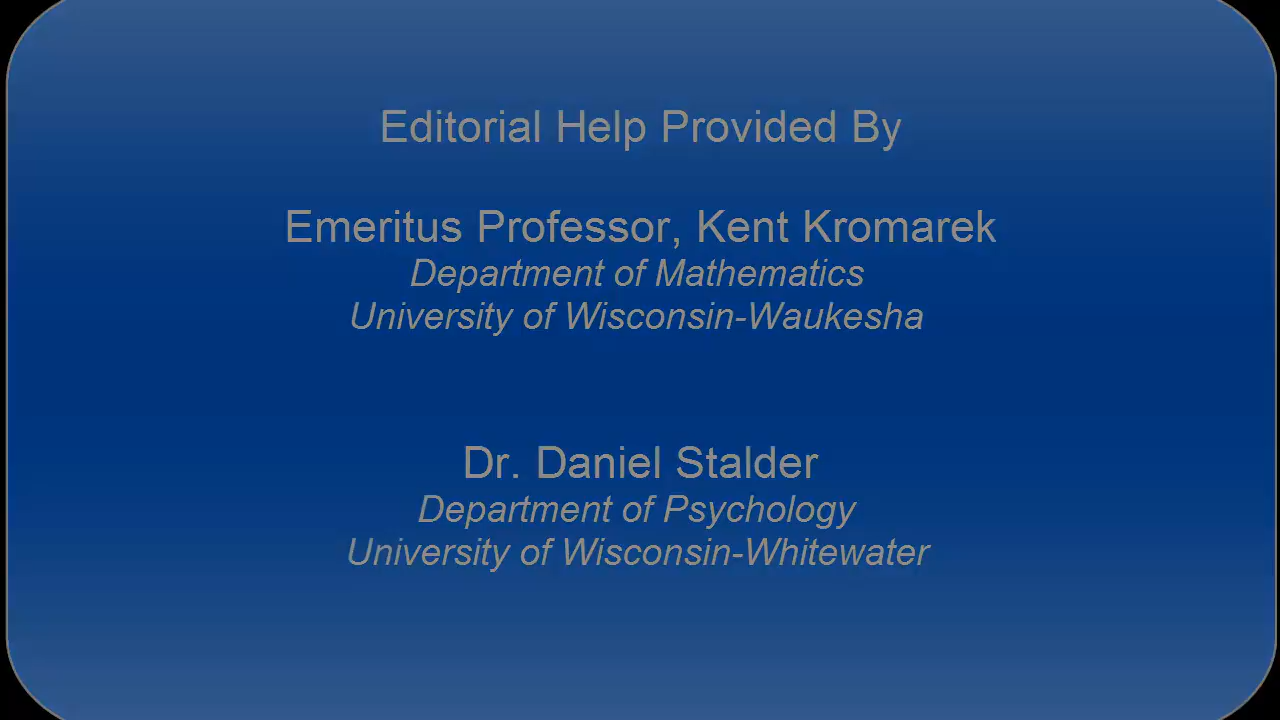 Editorial Help Provided By
Emeritus Professor, Kent Kromarek
Department of Mathematics
University of Wisconsin-Waukesha
Dr. Daniel Stalder
Department of Psychology
University of Wisconsin-Whitewater